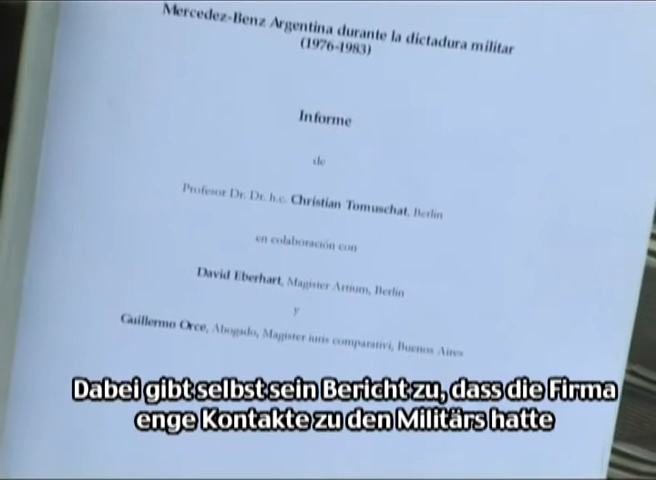 Mercedez-Benz Argentina durante la dictadura militar
(1976-1983)
Informe
de
Profesor Dr. Dr. h.c. Christian Tomuschat, Berlin
en colaboración con
David Eberhart, Magister Artium, Berlin
y
Guillermo Orce, Abogado, Magister iuris comparativi, Buenos Aires
Dabei gibt selbst sein Bericht zu, dass die Firma
enge Kontakte zu den Militärs hatte